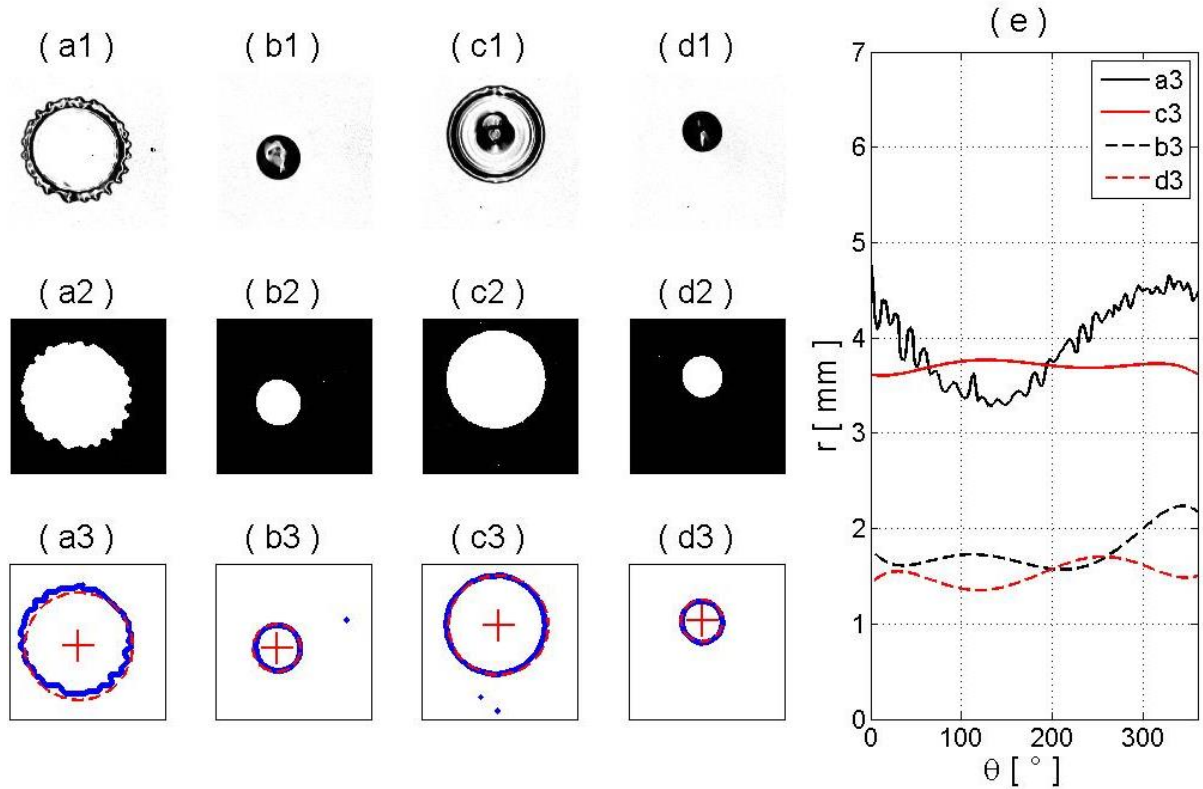 ( a1 ) ( b1 ) ( c1 ) ( d1 )
( a2 ) ( b2 ) ( c2 ) ( d2 )
( a3 ) ( b3 ) ( c3 ) ( d3 )
( e )
a3
c3
b3
d3
7
6
5
4
3
2
1
0
r [ mm ]
0 100 200 300
θ [ ° ]